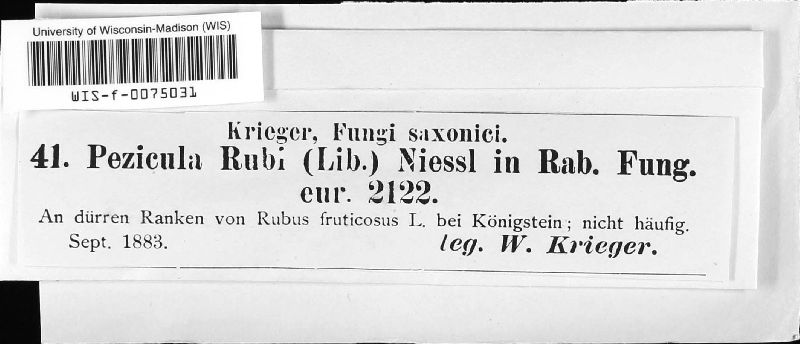 University of Wisconsin-Madison (WIS)
WIS-f-0075031
Krieger, Fungi saxonici.
41. Pezicula Rubi (Lib.) Niessl in Rab. Fung.
eur. 2122.
An dürren Ranken von Rubus fruticosus L. bei Königstein; nicht häufig.
Sept. 1883.
leg. W. Krieger.